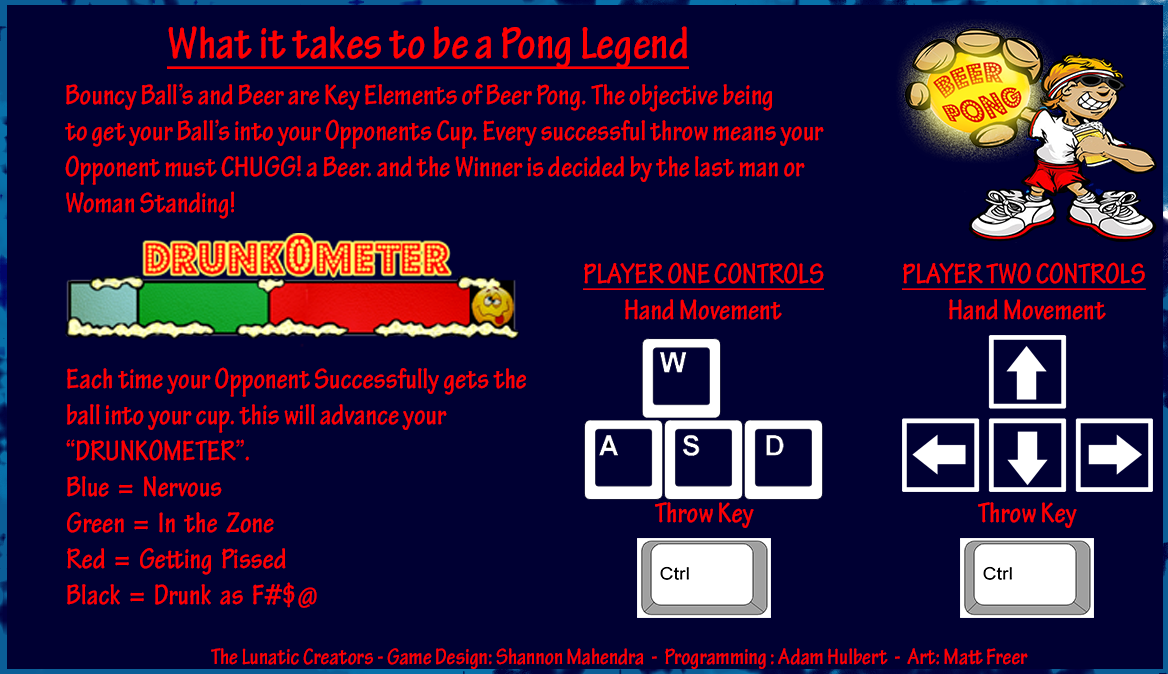 What it takes to be a Pong Legend
BEER
PONG
Bouncy Ball's and Beer are Key Elements of Beer Pong. The objective being
to get your Ball's into your Opponents Cup. Every successful throw means your
Opponent must CHUGG! a Beer. and the Winner is decided by the last man or
Woman Standing!
DRUNKOMETER
Each time your Opponent Successfully gets the
ball into your cup. this will advance your
“DRUNKOMETER”.
Blue = Nervous
Green = In the Zone
Red = Getting Pissed
Black = Drunk as F#$@
PLAYER ONE CONTROLS
Hand Movement
W
A S D
Throw Key
Ctrl
PLAYER TWO CONTROLS
Hand Movement
Throw Key
Ctrl
The Lunatic Creators - Game Design: Shannon Mahendra - Programming : Adam Hulbert - Art: Matt Freer